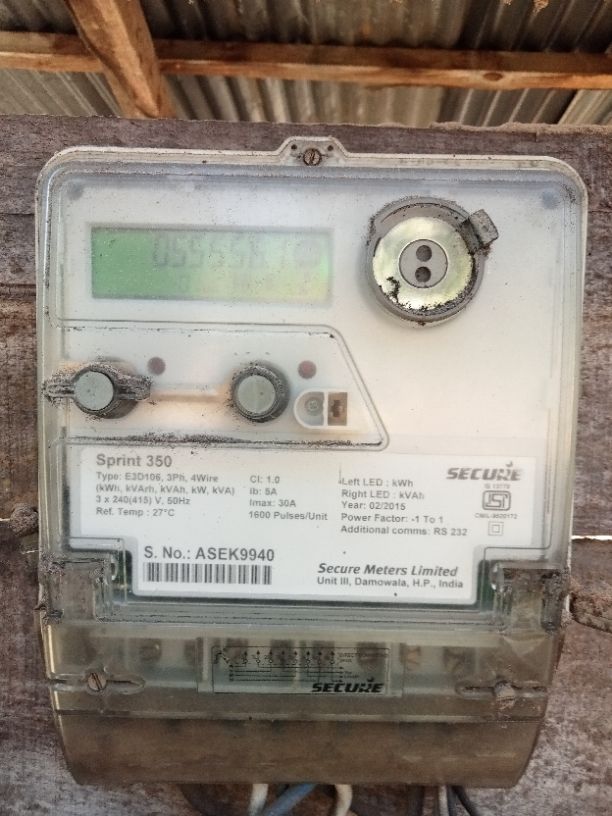 Sprint 350
Type: E3D106, 3Ph, 4Wire
(kWh, kVArh, kVAh, kW, kVA)
3 x 240(415) V, 50Hz
Ref. Temp : 27°C
Cl: 1.0
Ib: 5A
Imax: 30A
1600 Pulses/Unit
Left LED : kWh
Right LED : kVAh
Year: 02/2015
Power Factor: -1 To 1
Additional comms: RS 232
SECURE
IS 13779
ISI
S. No.: ASEK9940
Secure Meters Limited
Unit III, Damowala, H.P., India
SECURE